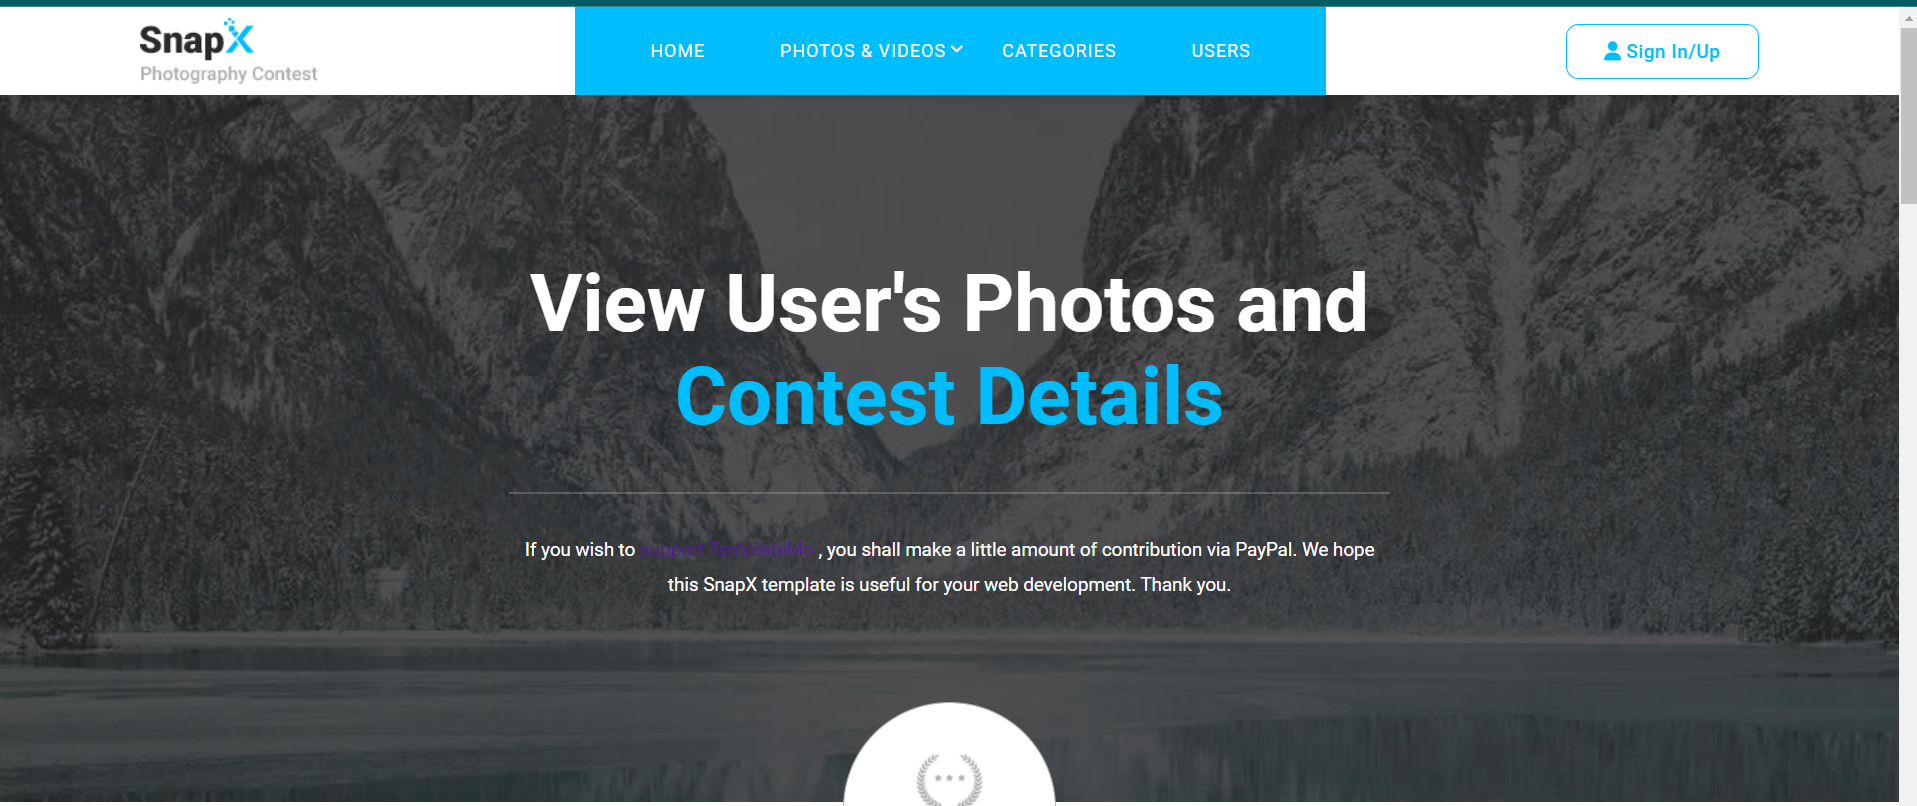 SnapX
Photography Contest
HOME
PHOTOS & VIDEOS
CATEGORIES
USERS
Sign In/Up
View User's Photos and
Contest Details
If you wish to support TemplateMo , you shall make a little amount of contribution via PayPal. We hope
this SnapX template is useful for your web development. Thank you.